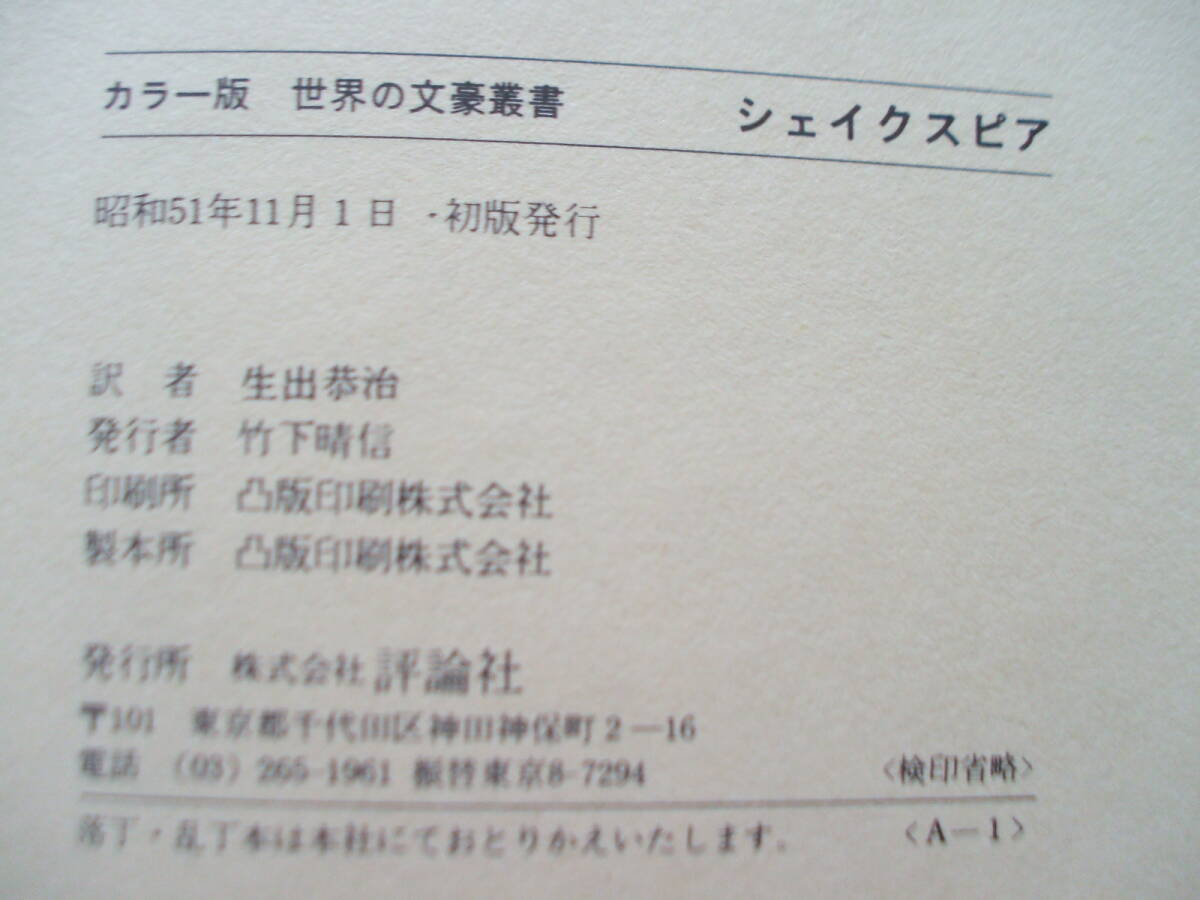 カラー版 世界の文豪叢書 シェイクスピア
昭和51年11月1日・初版発行
訳者 生出恭治
発行者 竹下晴信
印刷所 凸版印刷株式会社
製本所 凸版印刷株式会社
発行所 株式会社 評論社
〒101 東京都千代田区神田神保町2—16
電話 (03) 265-1961 振替東京8-7294 〈検印省略〉
落丁・乱丁本は本社にておとりかえいたします。 〈A—1〉